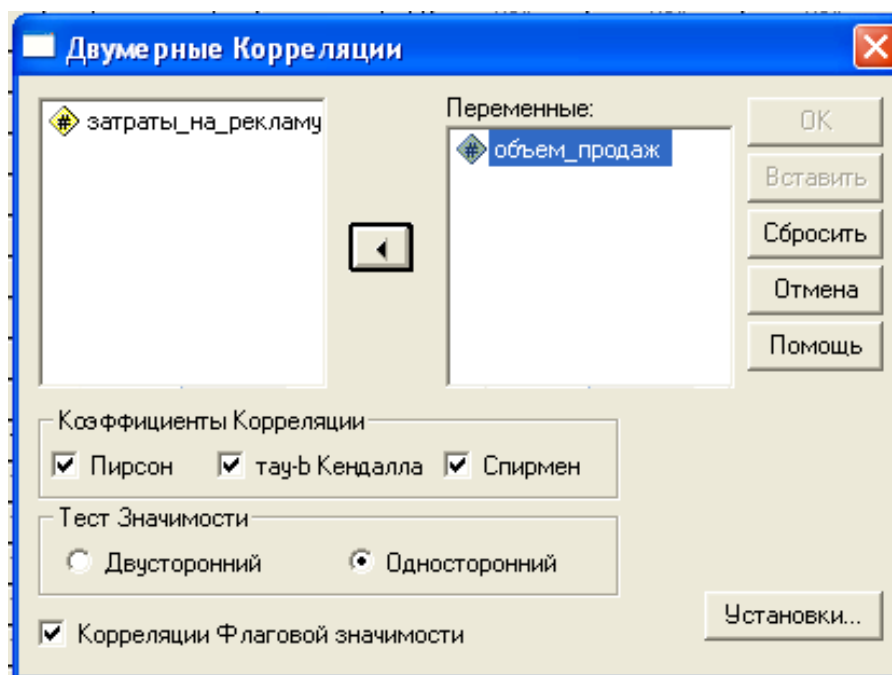 Двумерные Корреляции
затраты_на_рекламу
Переменные:
объем_продаж
OK
Вставить
Сбросить
Отмена
Помощь
Коэффициенты Корреляции
Пирсон
тау-b Кендалла
Спирмен
Тест Значимости
Двусторонний
Односторонний
Корреляции Флаговой значимости
Установки...